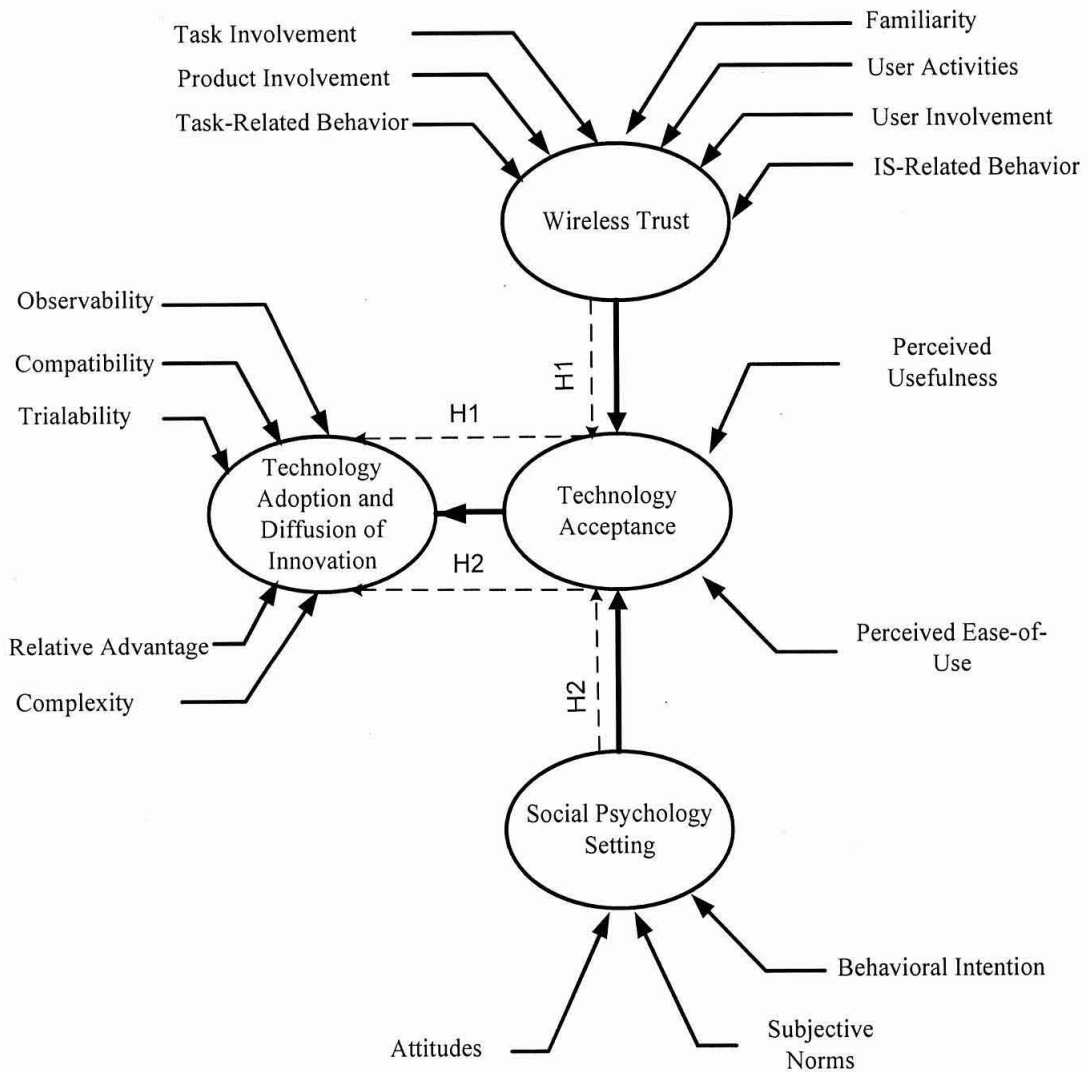 Task Involvement
Product Involvement
Task-Related Behavior
Familiarity
User Activities
User Involvement
IS-Related Behavior
Wireless Trust
Observability
Compatibility
Trialability
H1
H1
Perceived
Usefulness
Technology
Adoption and
Diffusion of
Innovation
Technology
Acceptance
H2
H2
Relative Advantage
Complexity
Perceived Ease-of-
Use
Social Psychology
Setting
Behavioral Intention
Attitudes
Subjective
Norms